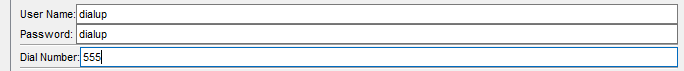 User Name: dialup
Password: dialup
Dial Number: 555